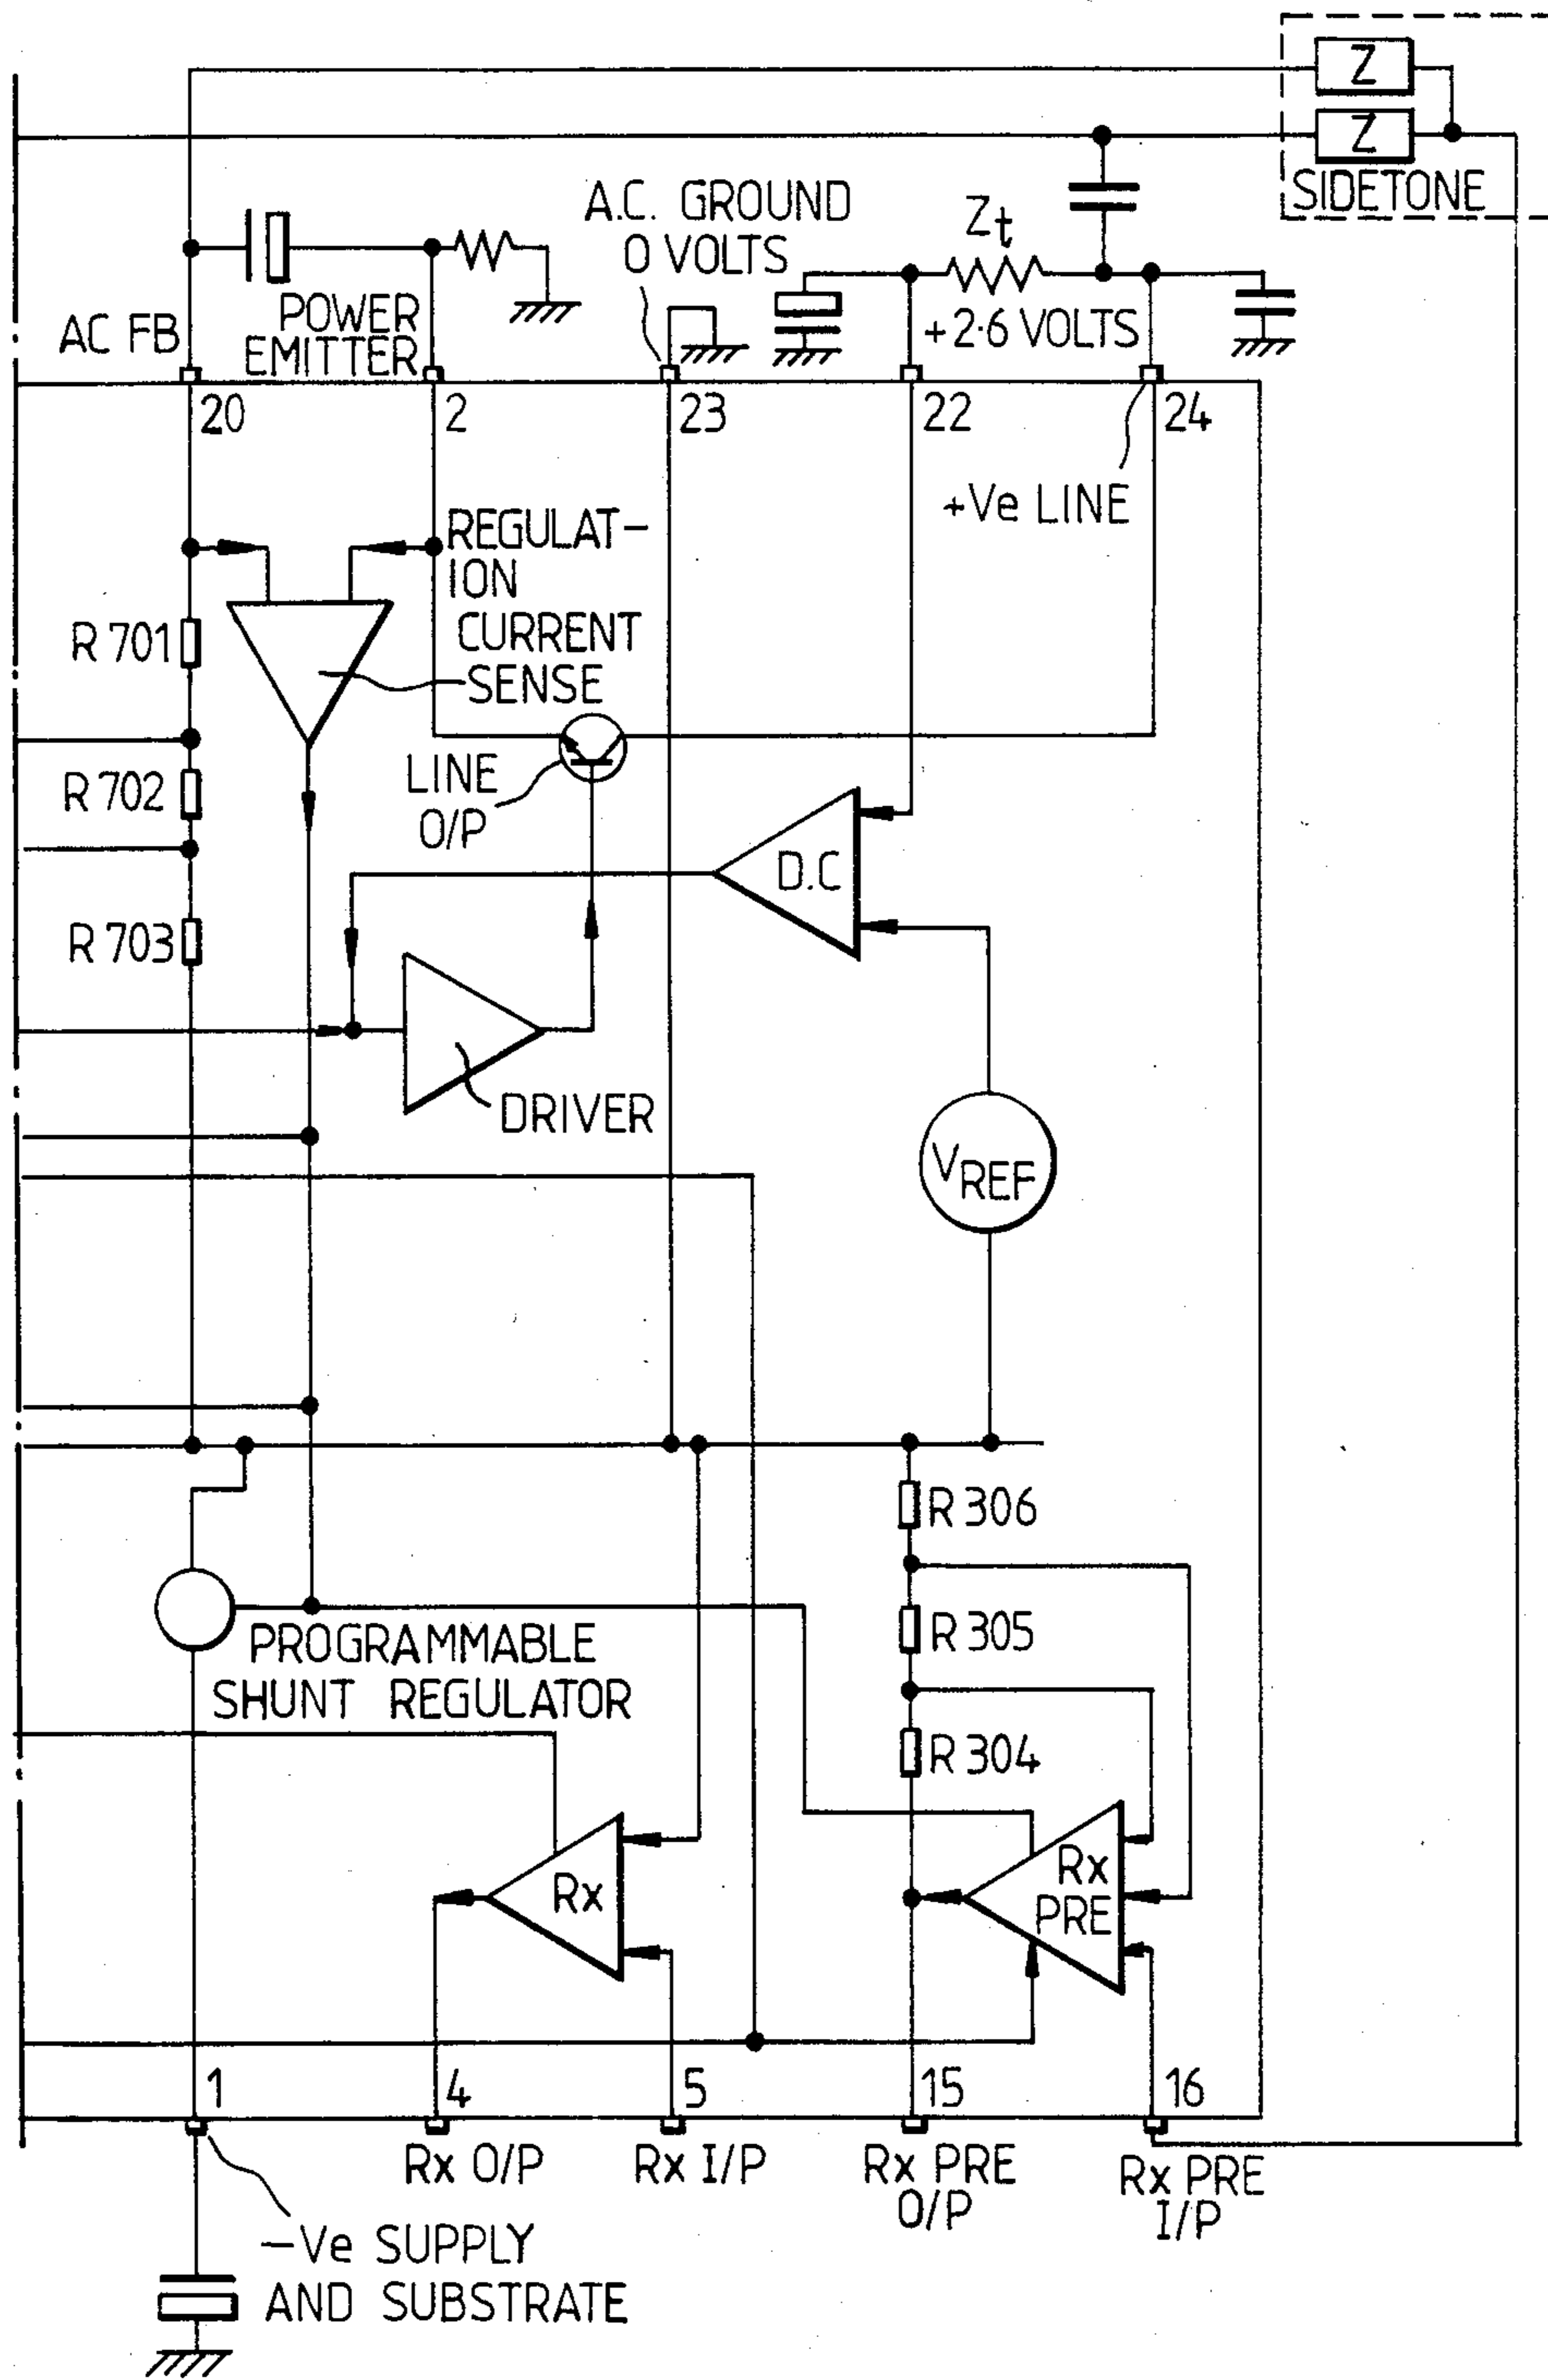 Z
Z
SIDETONE
A.C. GROUND
0 VOLTS
Zt
AC FB
POWER
EMITTER
+2·6 VOLTS
20
2
23
22
24
+Ve LINE
REGULAT-
ION
CURRENT
SENSE
R 701
LINE
O/P
R 702
D.C
R 703
DRIVER
VREF
R 306
R 305
PROGRAMMABLE
SHUNT REGULATOR
R 304
Rx
Rx
PRE
1
4
5
15
16
Rx O/P
Rx I/P
Rx PRE
O/P
Rx PRE
I/P
-Ve SUPPLY
AND SUBSTRATE